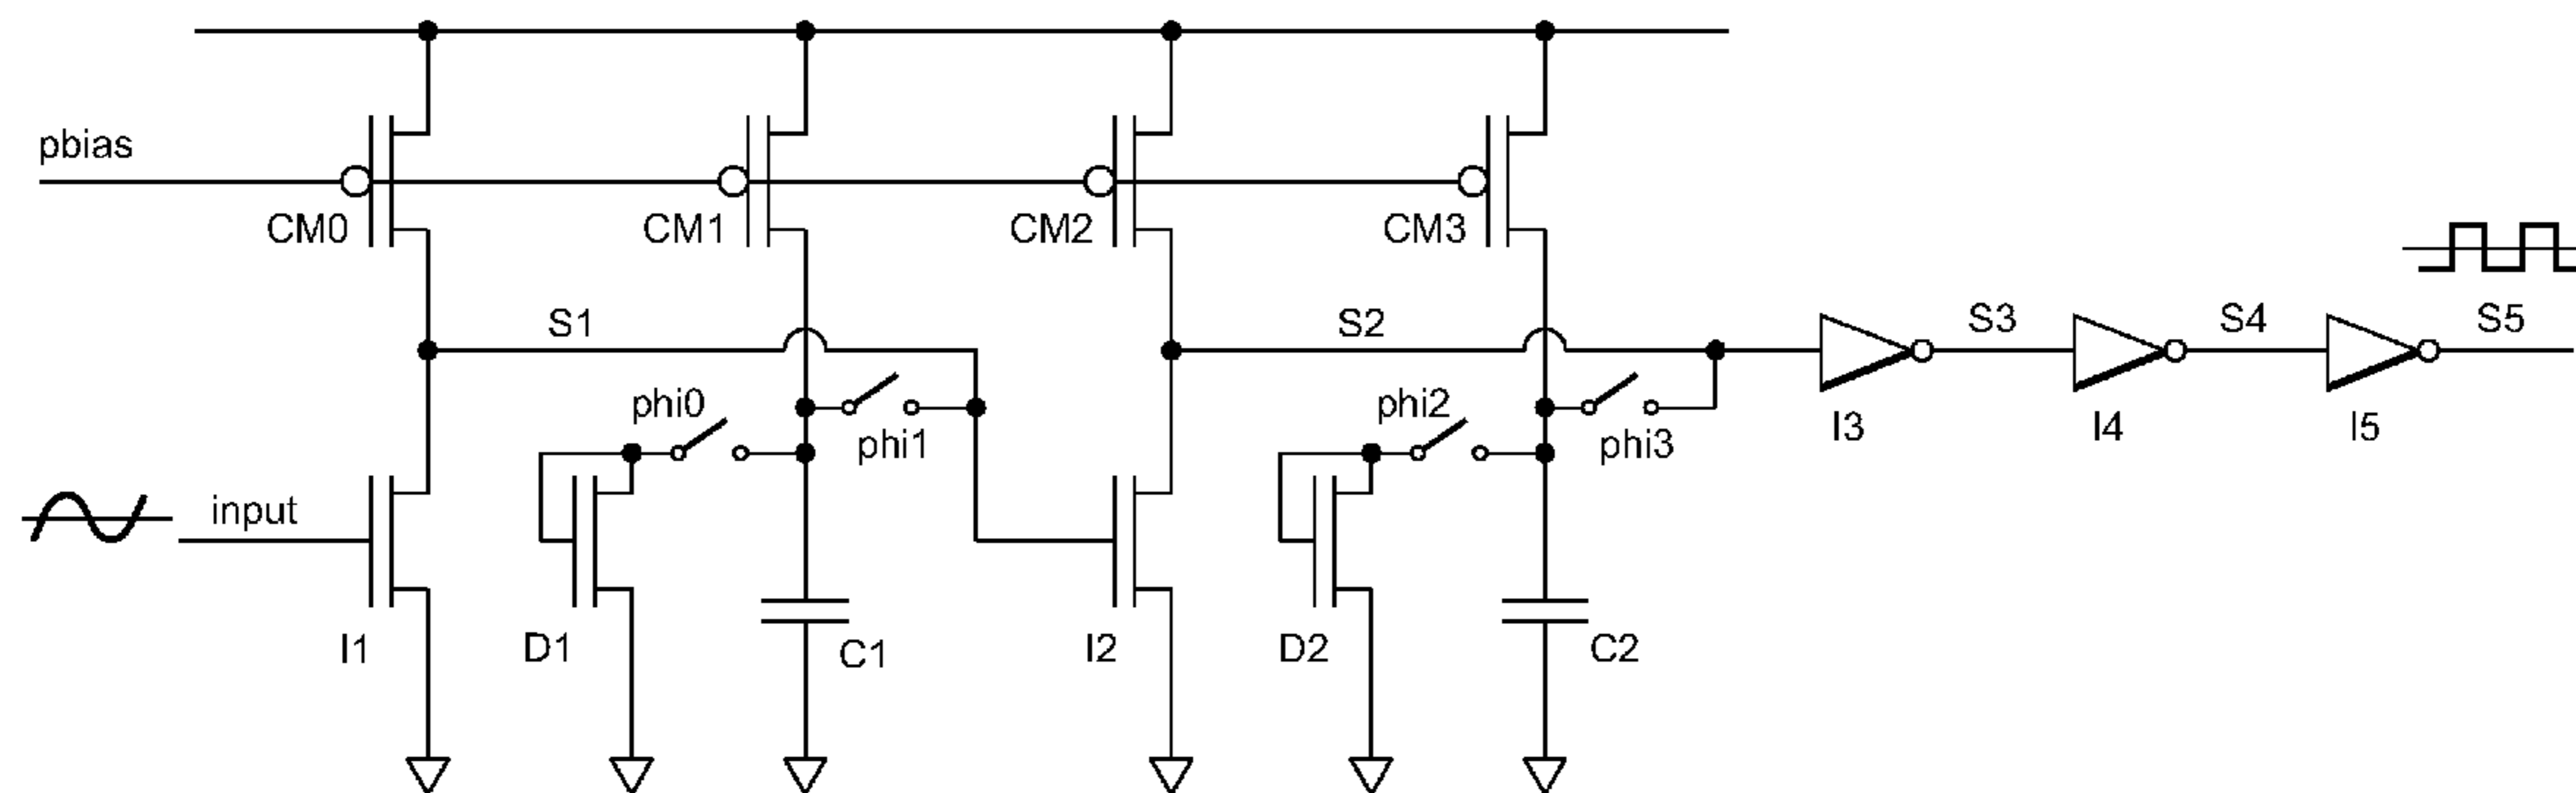 pbias
CM0
CM1
CM2
CM3
S1
S2
S3
S4
S5
phi0
phi1
phi2
phi3
I3
I4
I5
input
I1
D1
C1
I2
D2
C2